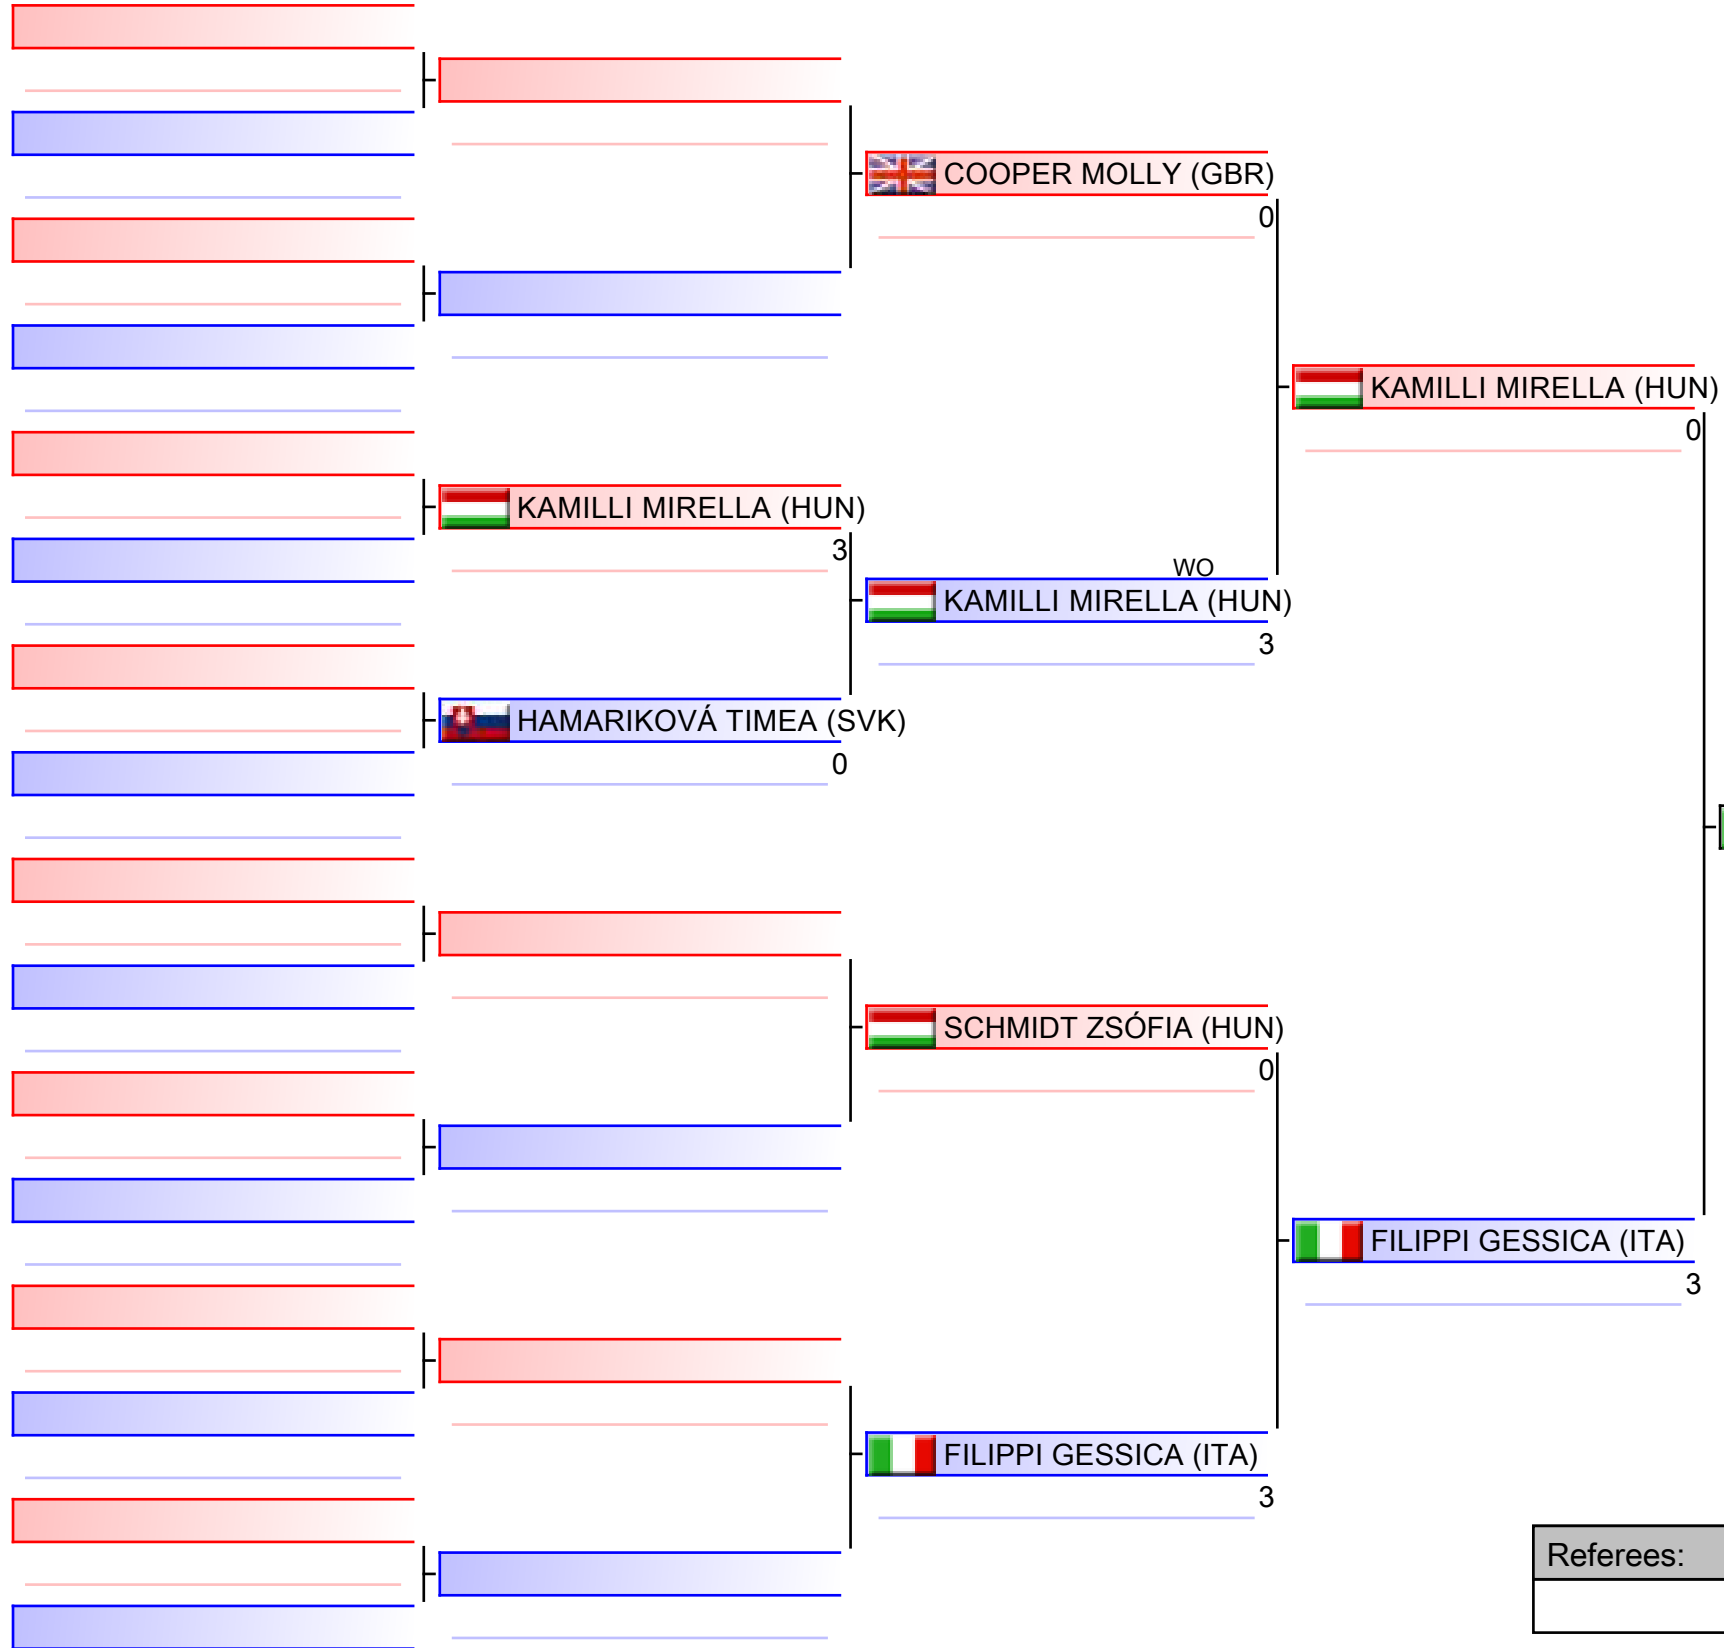 COOPER MOLLY (GBR)
0
KAMILLI MIRELLA (HUN)
0
KAMILLI MIRELLA (HUN)
3
WO
KAMILLI MIRELLA (HUN)
3
HAMARIKOVÁ TIMEA (SVK)
0
SCHMIDT ZSÓFIA (HUN)
0
FILIPPI GESSICA (ITA)
3
FILIPPI GESSICA (ITA)
3
Referees: